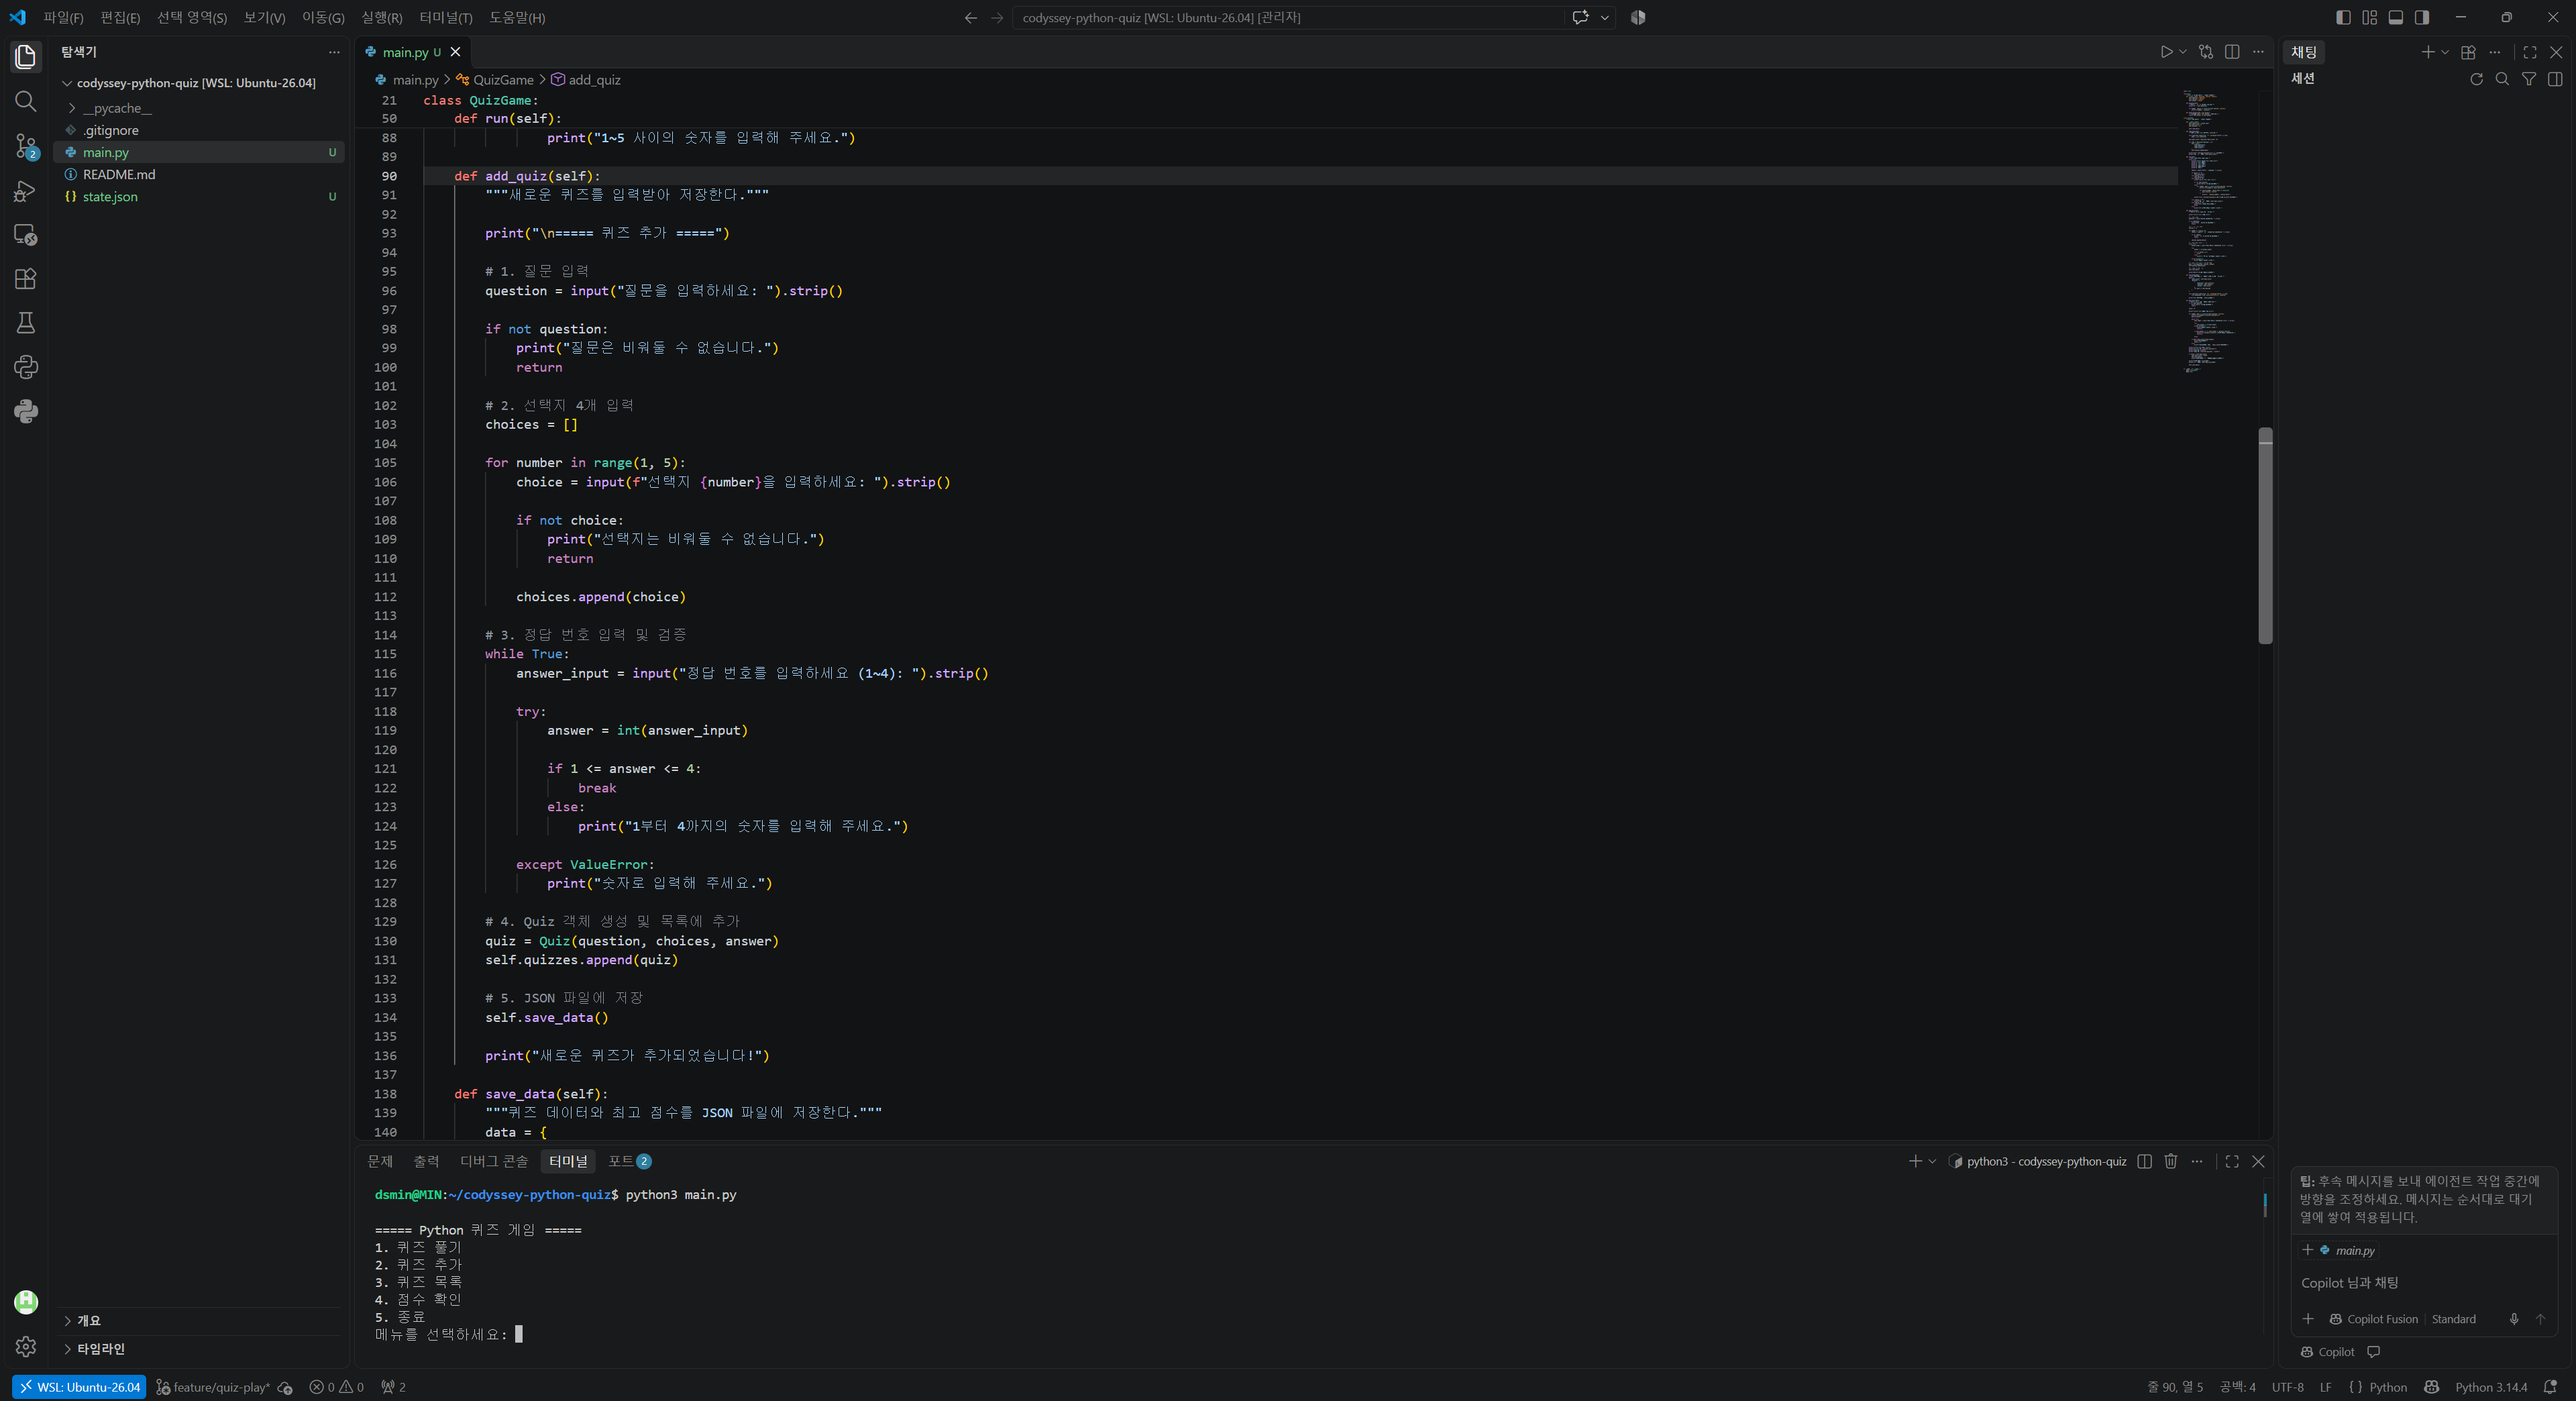 파일(F) 편집(E) 선택 영역(S) 보기(V) 이동(G) 실행(R) 터미널(T) 도움말(H)
codyssey-python-quiz [WSL: Ubuntu-26.04] [관리자]
탐색기
codyssey-python-quiz [WSL: Ubuntu-26.04]
__pycache__
.gitignore
main.py U
README.md
state.json U
2
개요
타임라인
main.py U
main.py > QuizGame > add_quiz
21 class QuizGame:
50 def run(self):
88 print("1~5 사이의 숫자를 입력해 주세요.")
89
90 def add_quiz(self):
91 """새로운 퀴즈를 입력받아 저장한다."""
92
93 print("\n===== 퀴즈 추가 =====")
94
95 # 1. 질문 입력
96 question = input("질문을 입력하세요: ").strip()
97
98 if not question:
99 print("질문은 비워둘 수 없습니다.")
100 return
101
102 # 2. 선택지 4개 입력
103 choices = []
104
105 for number in range(1, 5):
106 choice = input(f"선택지 {number}을 입력하세요: ").strip()
107
108 if not choice:
109 print("선택지는 비워둘 수 없습니다.")
110 return
111
112 choices.append(choice)
113
114 # 3. 정답 번호 입력 및 검증
115 while True:
116 answer_input = input("정답 번호를 입력하세요 (1~4): ").strip()
117
118 try:
119 answer = int(answer_input)
120
121 if 1 <= answer <= 4:
122 break
123 else:
124 print("1부터 4까지의 숫자를 입력해 주세요.")
125
126 except ValueError:
127 print("숫자로 입력해 주세요.")
128
129 # 4. Quiz 객체 생성 및 목록에 추가
130 quiz = Quiz(question, choices, answer)
131 self.quizzes.append(quiz)
132
133 # 5. JSON 파일에 저장
134 self.save_data()
135
136 print("새로운 퀴즈가 추가되었습니다!")
137
138 def save_data(self):
139 """퀴즈 데이터와 최고 점수를 JSON 파일에 저장한다."""
140 data = {
문제 출력 디버그 콘솔 터미널 포트 2
python3 - codyssey-python-quiz
dsmin@MIN:~/codyssey-python-quiz$ python3 main.py
===== Python 퀴즈 게임 =====
1. 퀴즈 풀기
2. 퀴즈 추가
3. 퀴즈 목록
4. 점수 확인
5. 종료
메뉴를 선택하세요:
채팅
세션
팁: 후속 메시지를 보내 에이전트 작업 중간에
방향을 조정하세요. 메시지는 순서대로 대기
열에 쌓여 적용됩니다.
main.py
Copilot 님과 채팅
Copilot Fusion Standard
Copilot
WSL: Ubuntu-26.04 feature/quiz-play* 0 0 2
줄 90, 열 5 공백: 4 UTF-8 LF { } Python Python 3.14.4